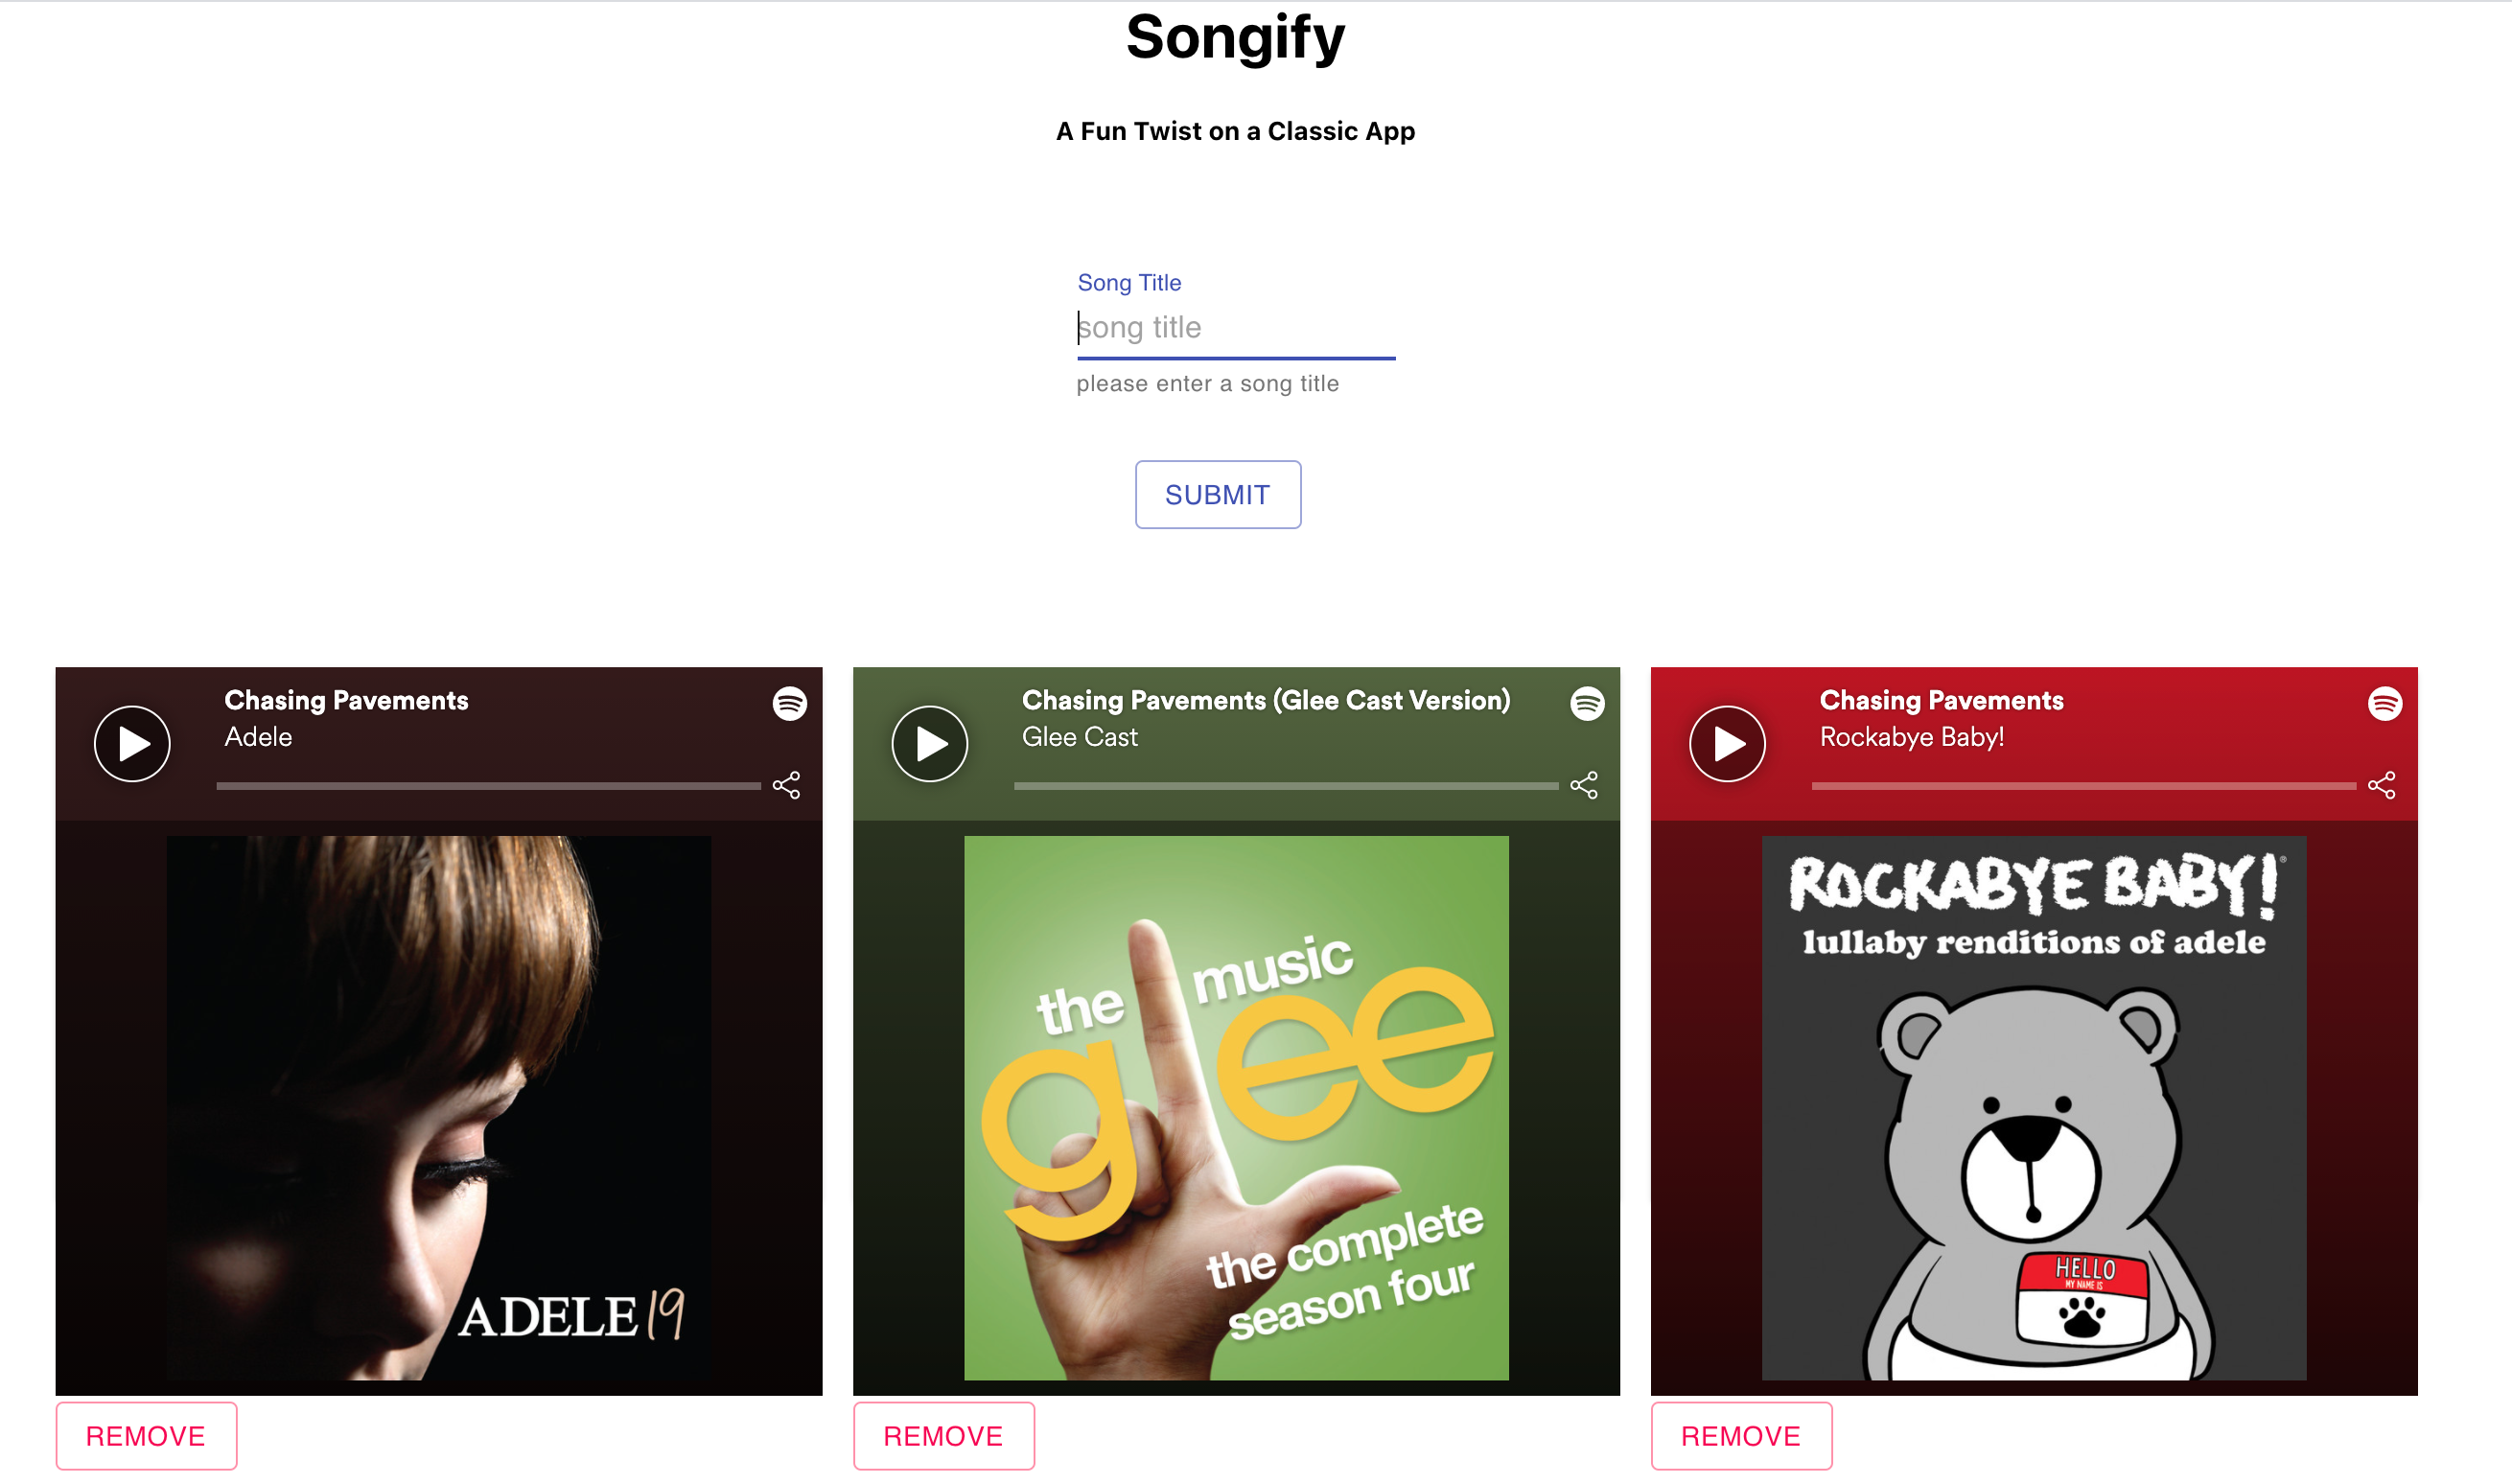 Songify
A Fun Twist on a Classic App
Song Title
song title
please enter a song title
SUBMIT
Chasing Pavements
Adele
ADELE 19
REMOVE
Chasing Pavements (Glee Cast Version)
Glee Cast
the music
glee
the complete
season four
REMOVE
Chasing Pavements
Rockabye Baby!
ROCKABYE BABY!®
lullaby renditions of adele
HELLO
MY NAME IS
REMOVE